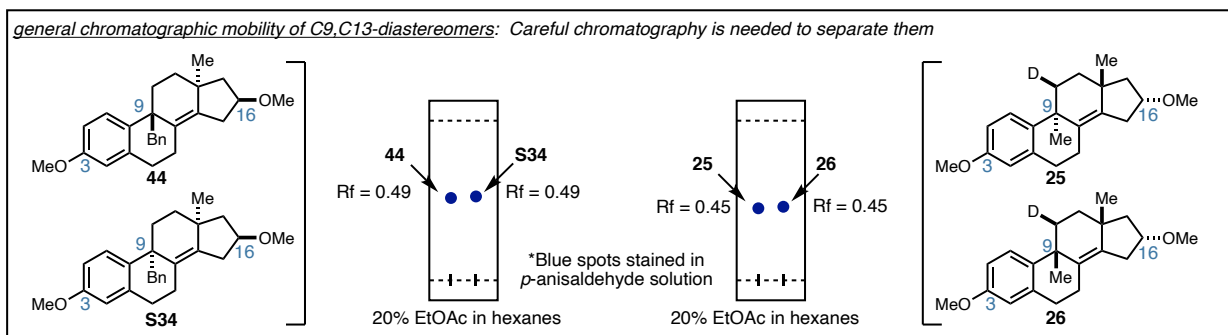 general chromatographic mobility of C9,C13-diastereomers: Careful chromatography is needed to separate them
Me
9
OMe
16
Bn
MeO
3
44
Me
9
OMe
16
Bn
MeO
3
S34
44
S34
Rf = 0.49
Rf = 0.49
20% EtOAc in hexanes
*Blue spots stained in
p-anisaldehyde solution
25
26
Rf = 0.45
Rf = 0.45
20% EtOAc in hexanes
Me
D
9
OMe
16
Me
MeO
3
25
Me
D
9
OMe
16
Me
MeO
3
26